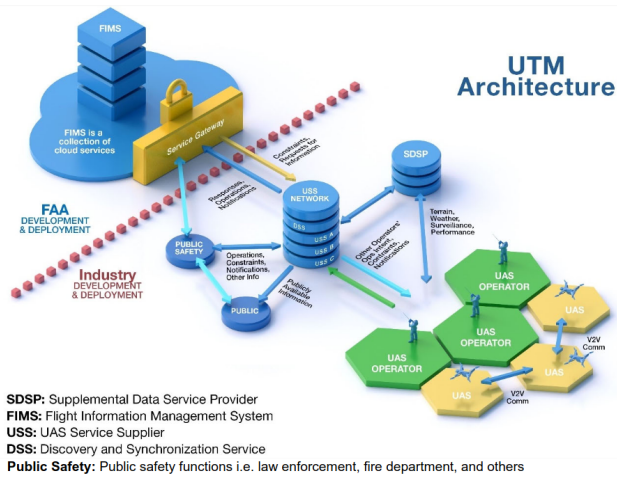 UTM
Architecture
FIMS
FIMS is a
collection of
cloud services
Service Gateway
Constraints,
Requests for
Information
Responses,
Operations,
Notifications
FAA
DEVELOPMENT
& DEPLOYMENT
Industry
DEVELOPMENT
& DEPLOYMENT
USS
NETWORK
DSS
USS A
USS B
USS C
SDSP
Terrain,
Weather,
Surveillance,
Performance
PUBLIC
SAFETY
Operations,
Constraints,
Notifications,
Other Info
Other Operators'
Ops Intent,
Constraints,
Notifications
Publicly
Available
Information
PUBLIC
UAS
OPERATOR
UAS
OPERATOR
UAS
OPERATOR
UAS
UAS
UAS
V2V
Comm
V2V
Comm
SDSP: Supplemental Data Service Provider
FIMS: Flight Information Management System
USS: UAS Service Supplier
DSS: Discovery and Synchronization Service
Public Safety: Public safety functions i.e. law enforcement, fire department, and others